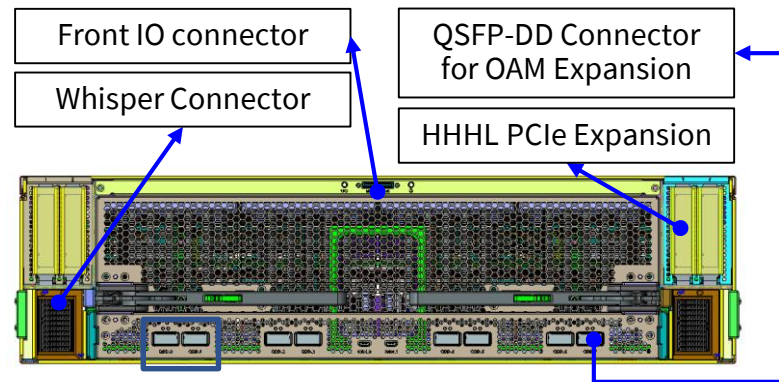 Front IO connector
QSFP-DD Connector
for OAM Expansion
Whisper Connector
HHHL PCIe Expansion